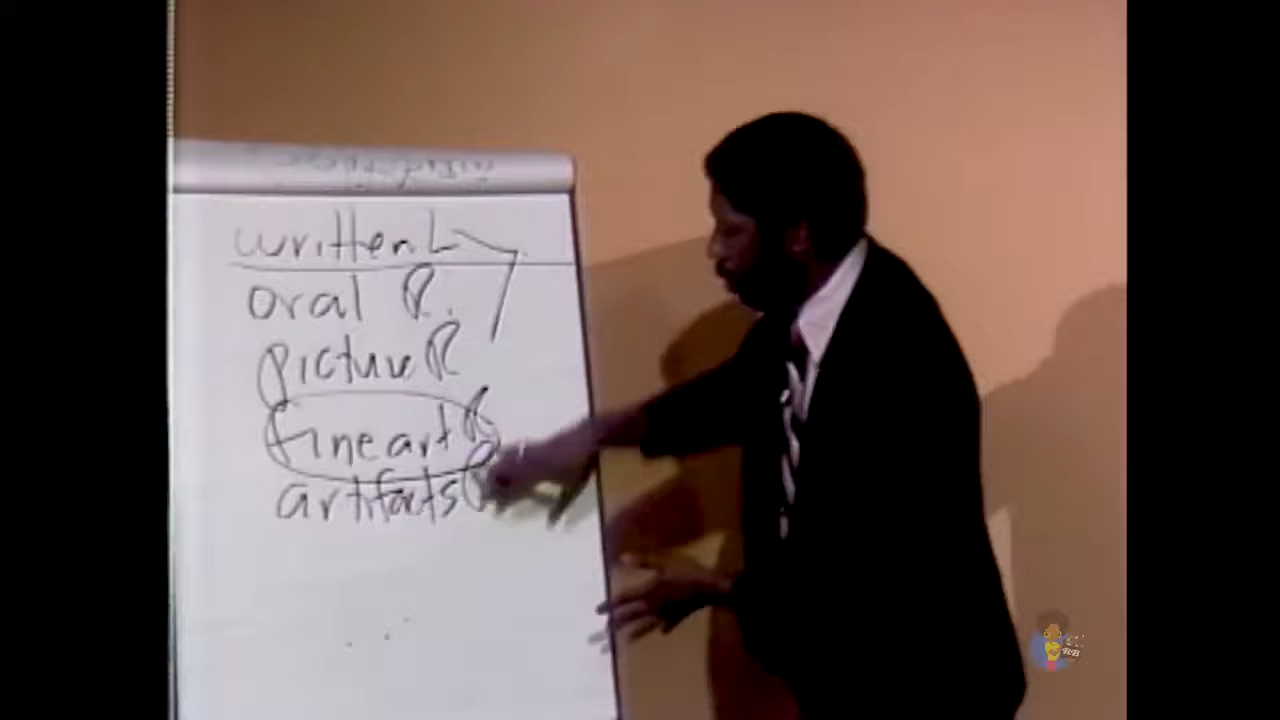 written L
oral R.
picture R
fine art R
artifacts R